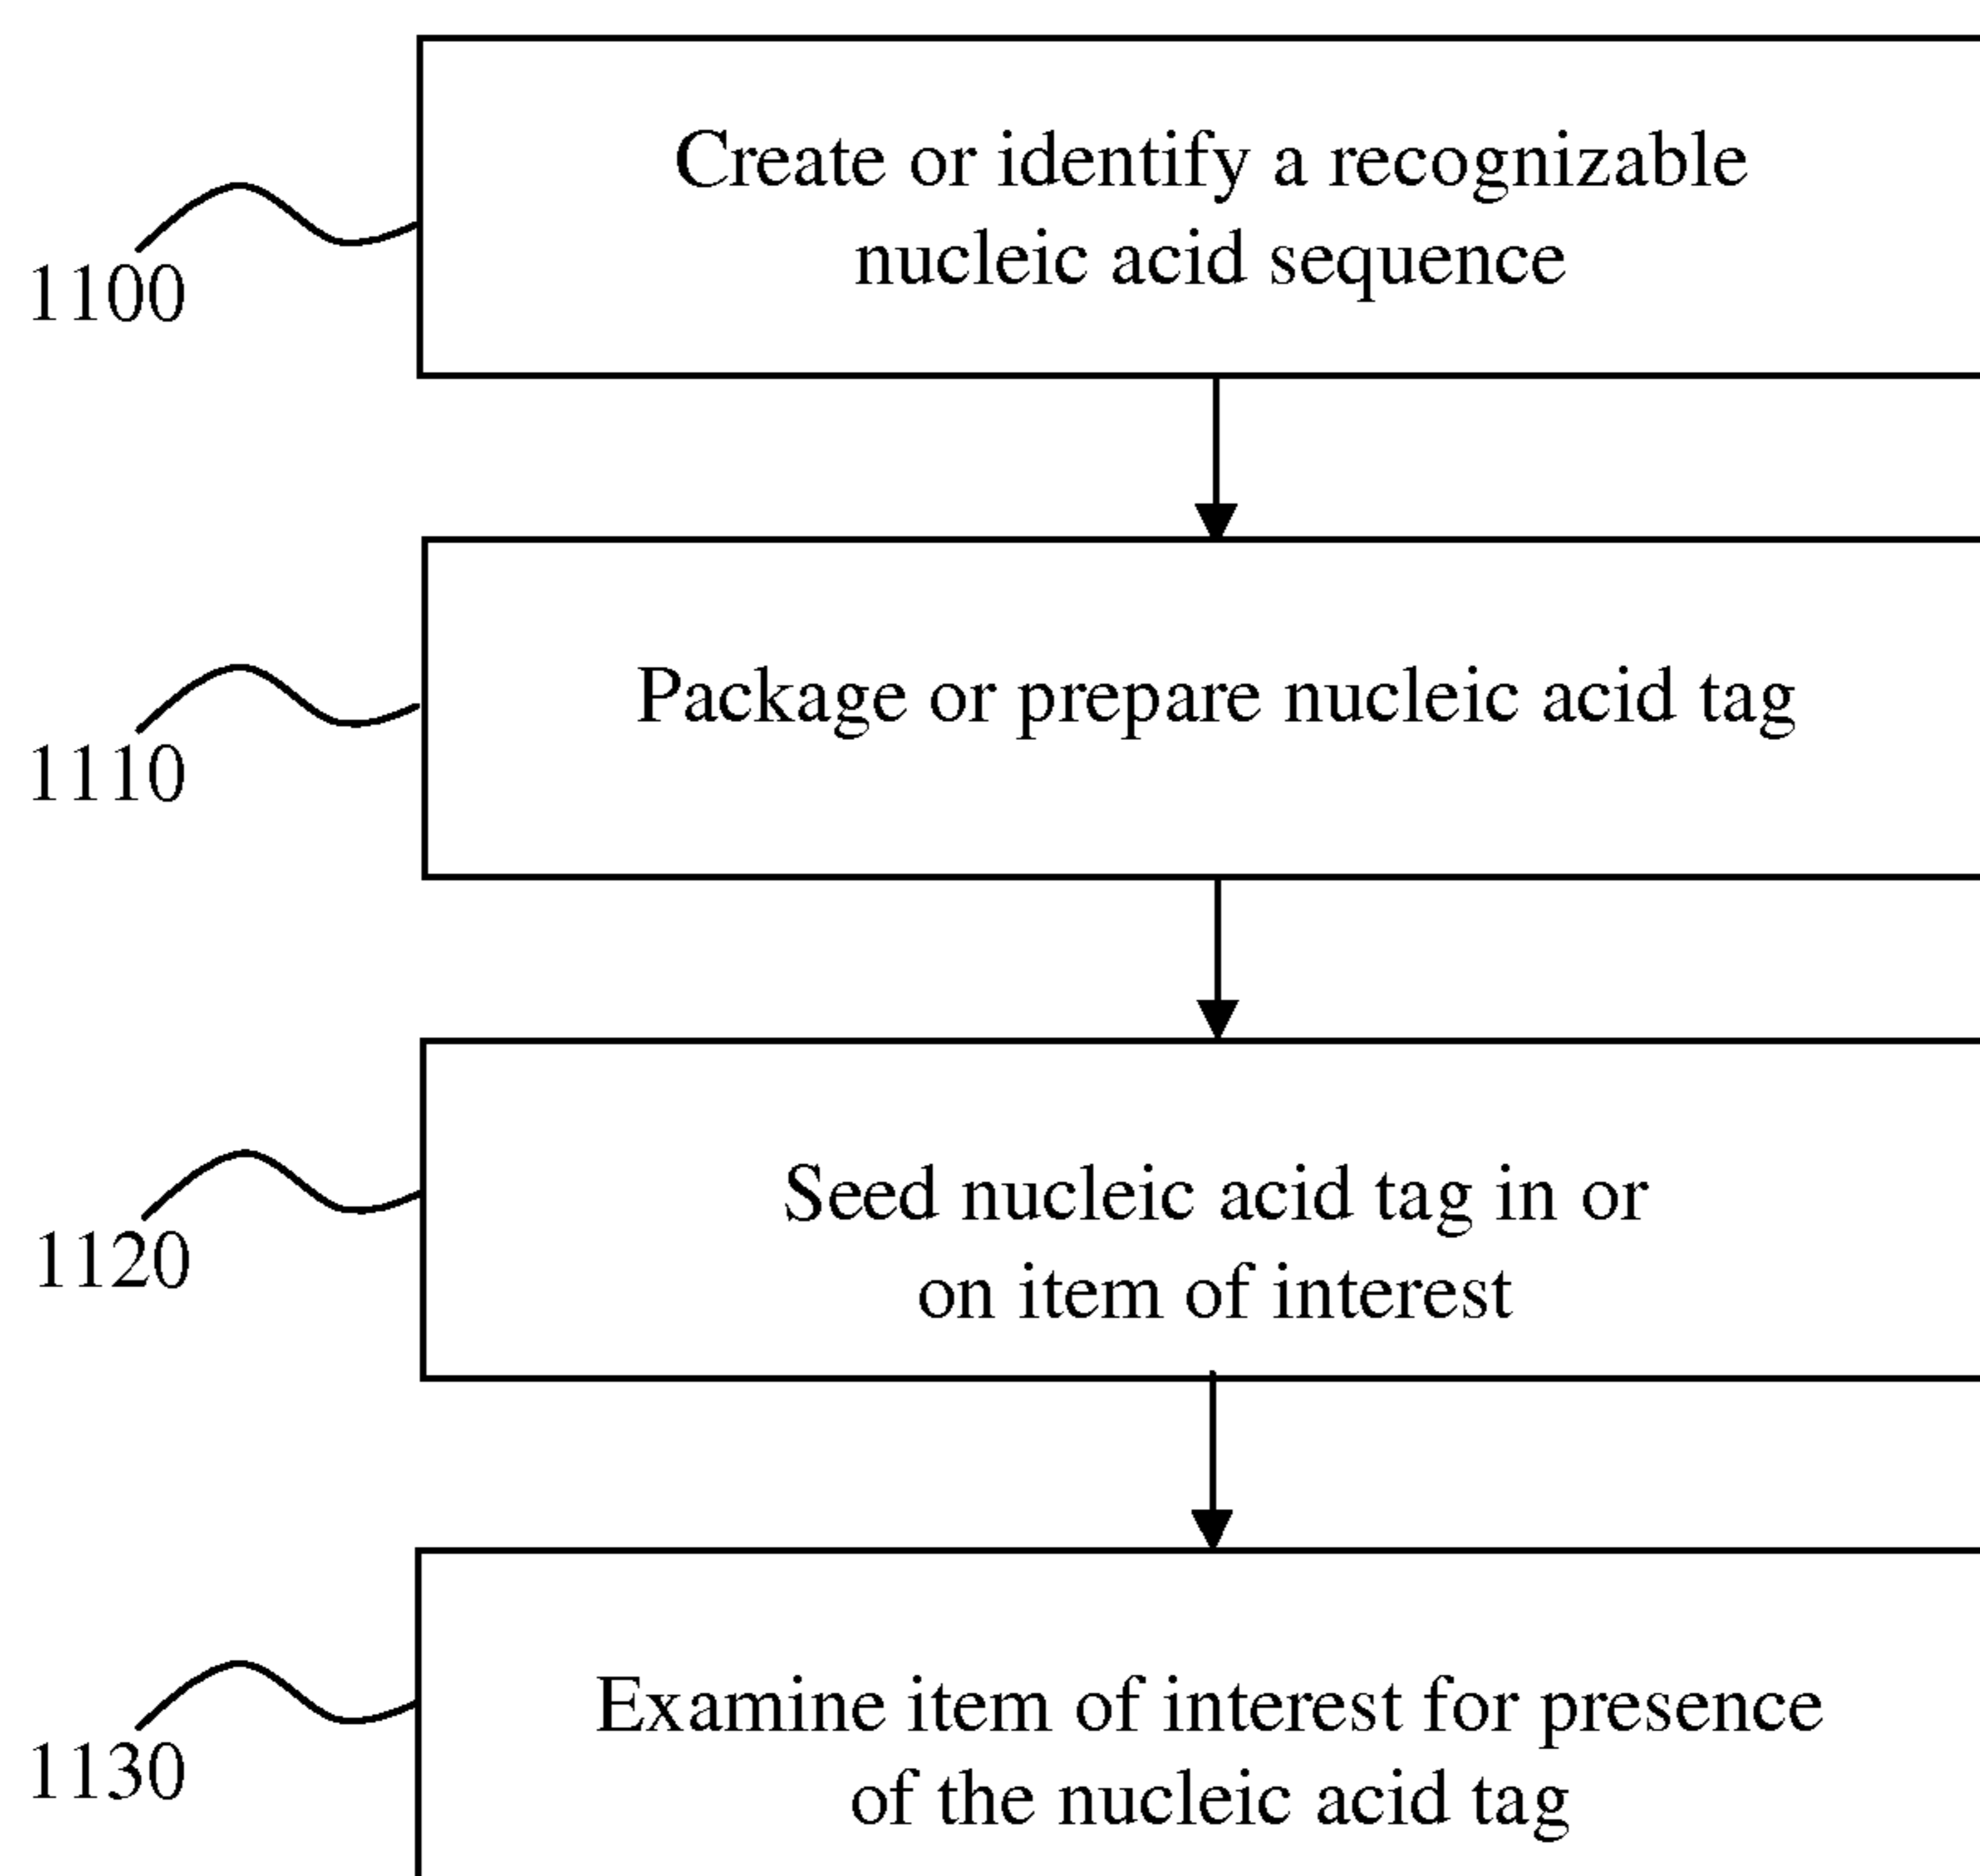 Create or identify a recognizable
nucleic acid sequence
1100
Package or prepare nucleic acid tag
1110
Seed nucleic acid tag in or
on item of interest
1120
Examine item of interest for presence
of the nucleic acid tag
1130